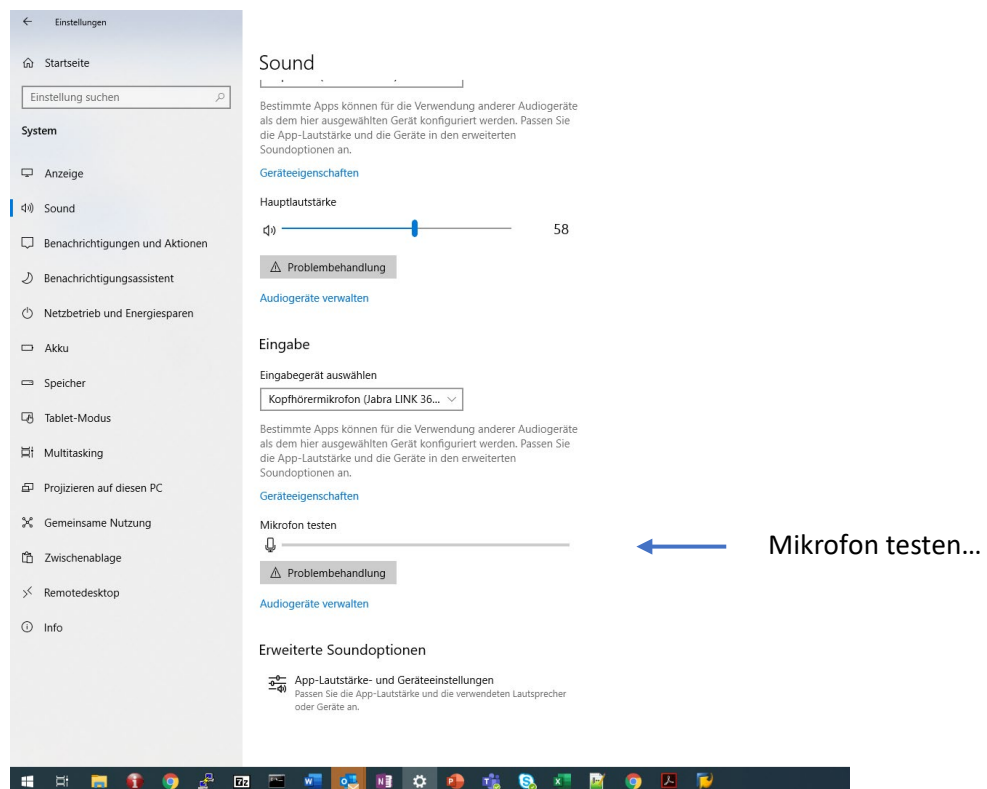 Einstellungen
Startseite
Einstellung suchen
System
Anzeige
Sound
Benachrichtigungen und Aktionen
Benachrichtigungsassistent
Netzbetrieb und Energiesparen
Akku
Speicher
Tablet-Modus
Multitasking
Projizieren auf diesen PC
Gemeinsame Nutzung
Zwischenablage
Remotedesktop
Info
Sound
Bestimmte Apps können für die Verwendung anderer Audiogeräte
als dem hier ausgewählten Gerät konfiguriert werden. Passen Sie
die App-Lautstärke und die Geräte in den erweiterten
Soundoptionen an.
Geräteeigenschaften
Hauptlautstärke
58
Problembehandlung
Audiogeräte verwalten
Eingabe
Eingabegerät auswählen
Kopfhörermikrofon (Jabra LINK 36...
Bestimmte Apps können für die Verwendung anderer Audiogeräte
als dem hier ausgewählten Gerät konfiguriert werden. Passen Sie
die App-Lautstärke und die Geräte in den erweiterten
Soundoptionen an.
Geräteeigenschaften
Mikrofon testen
Problembehandlung
Audiogeräte verwalten
Erweiterte Soundoptionen
App-Lautstärke- und Geräteeinstellungen
Passen Sie die App-Lautstärke und die verwendeten Lautsprecher
oder Geräte an.
Mikrofon testen...